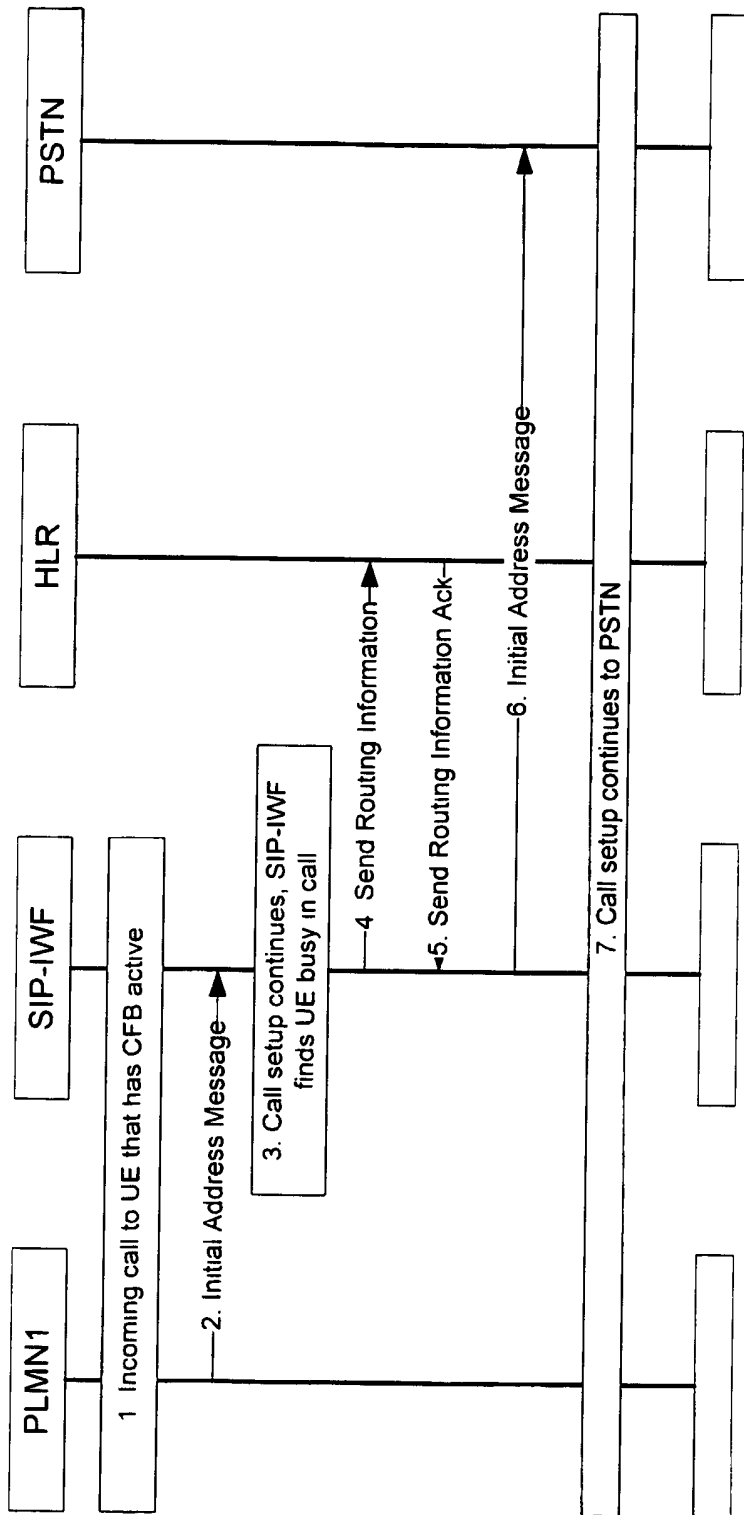 PLMN1
SIP-IWF
HLR
PSTN
1 Incoming call to UE that has CFB active
2. Initial Address Message
3. Call setup continues, SIP-IWF
finds UE busy in call
4 Send Routing Information
5. Send Routing Information Ack
6. Initial Address Message
7. Call setup continues to PSTN